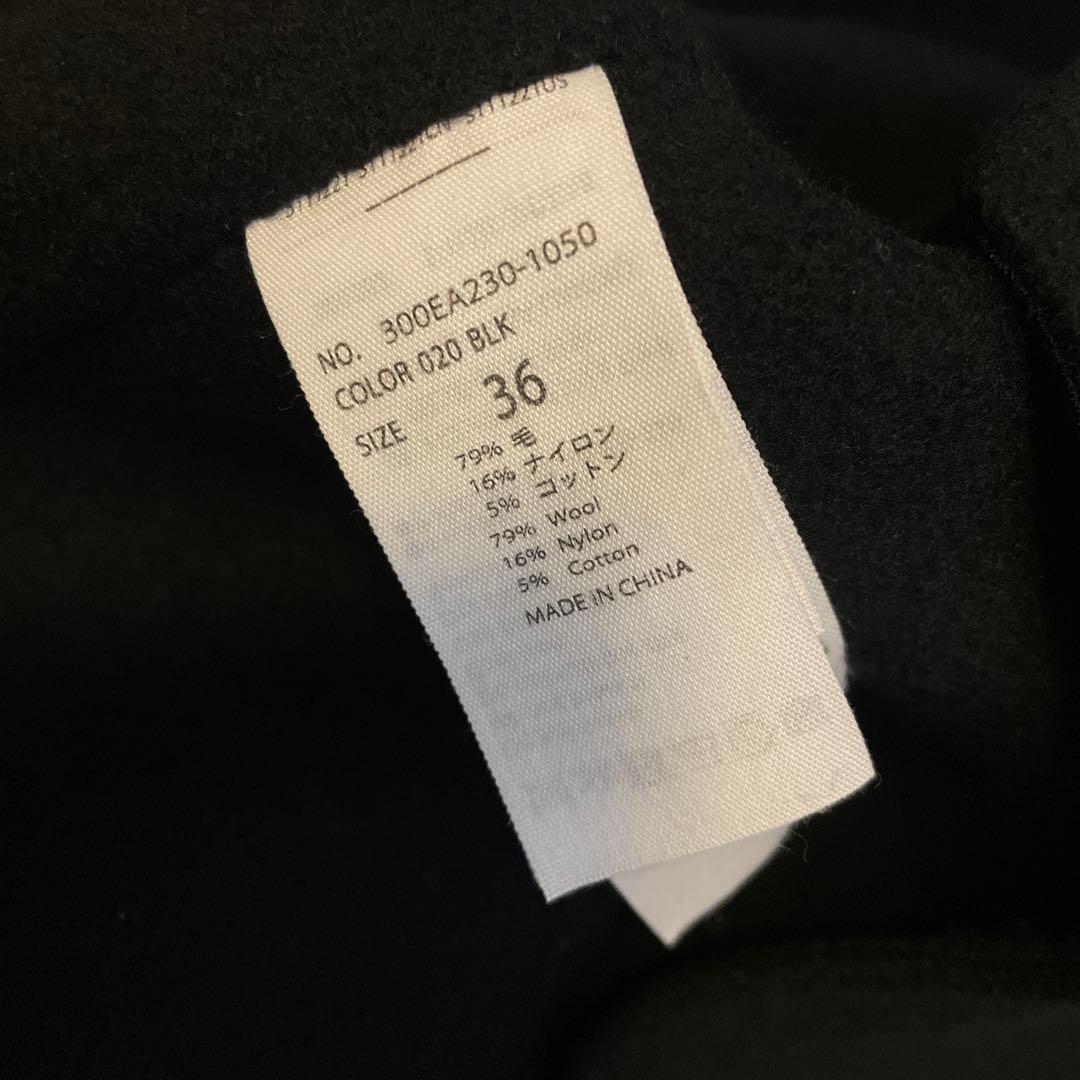 NO. 300EA230-1050
COLOR 020 BLK
SIZE 36
79% 毛
16% ナイロン
5% コットン
79% Wool
16% Nylon
5% Cotton
MADE IN CHINA